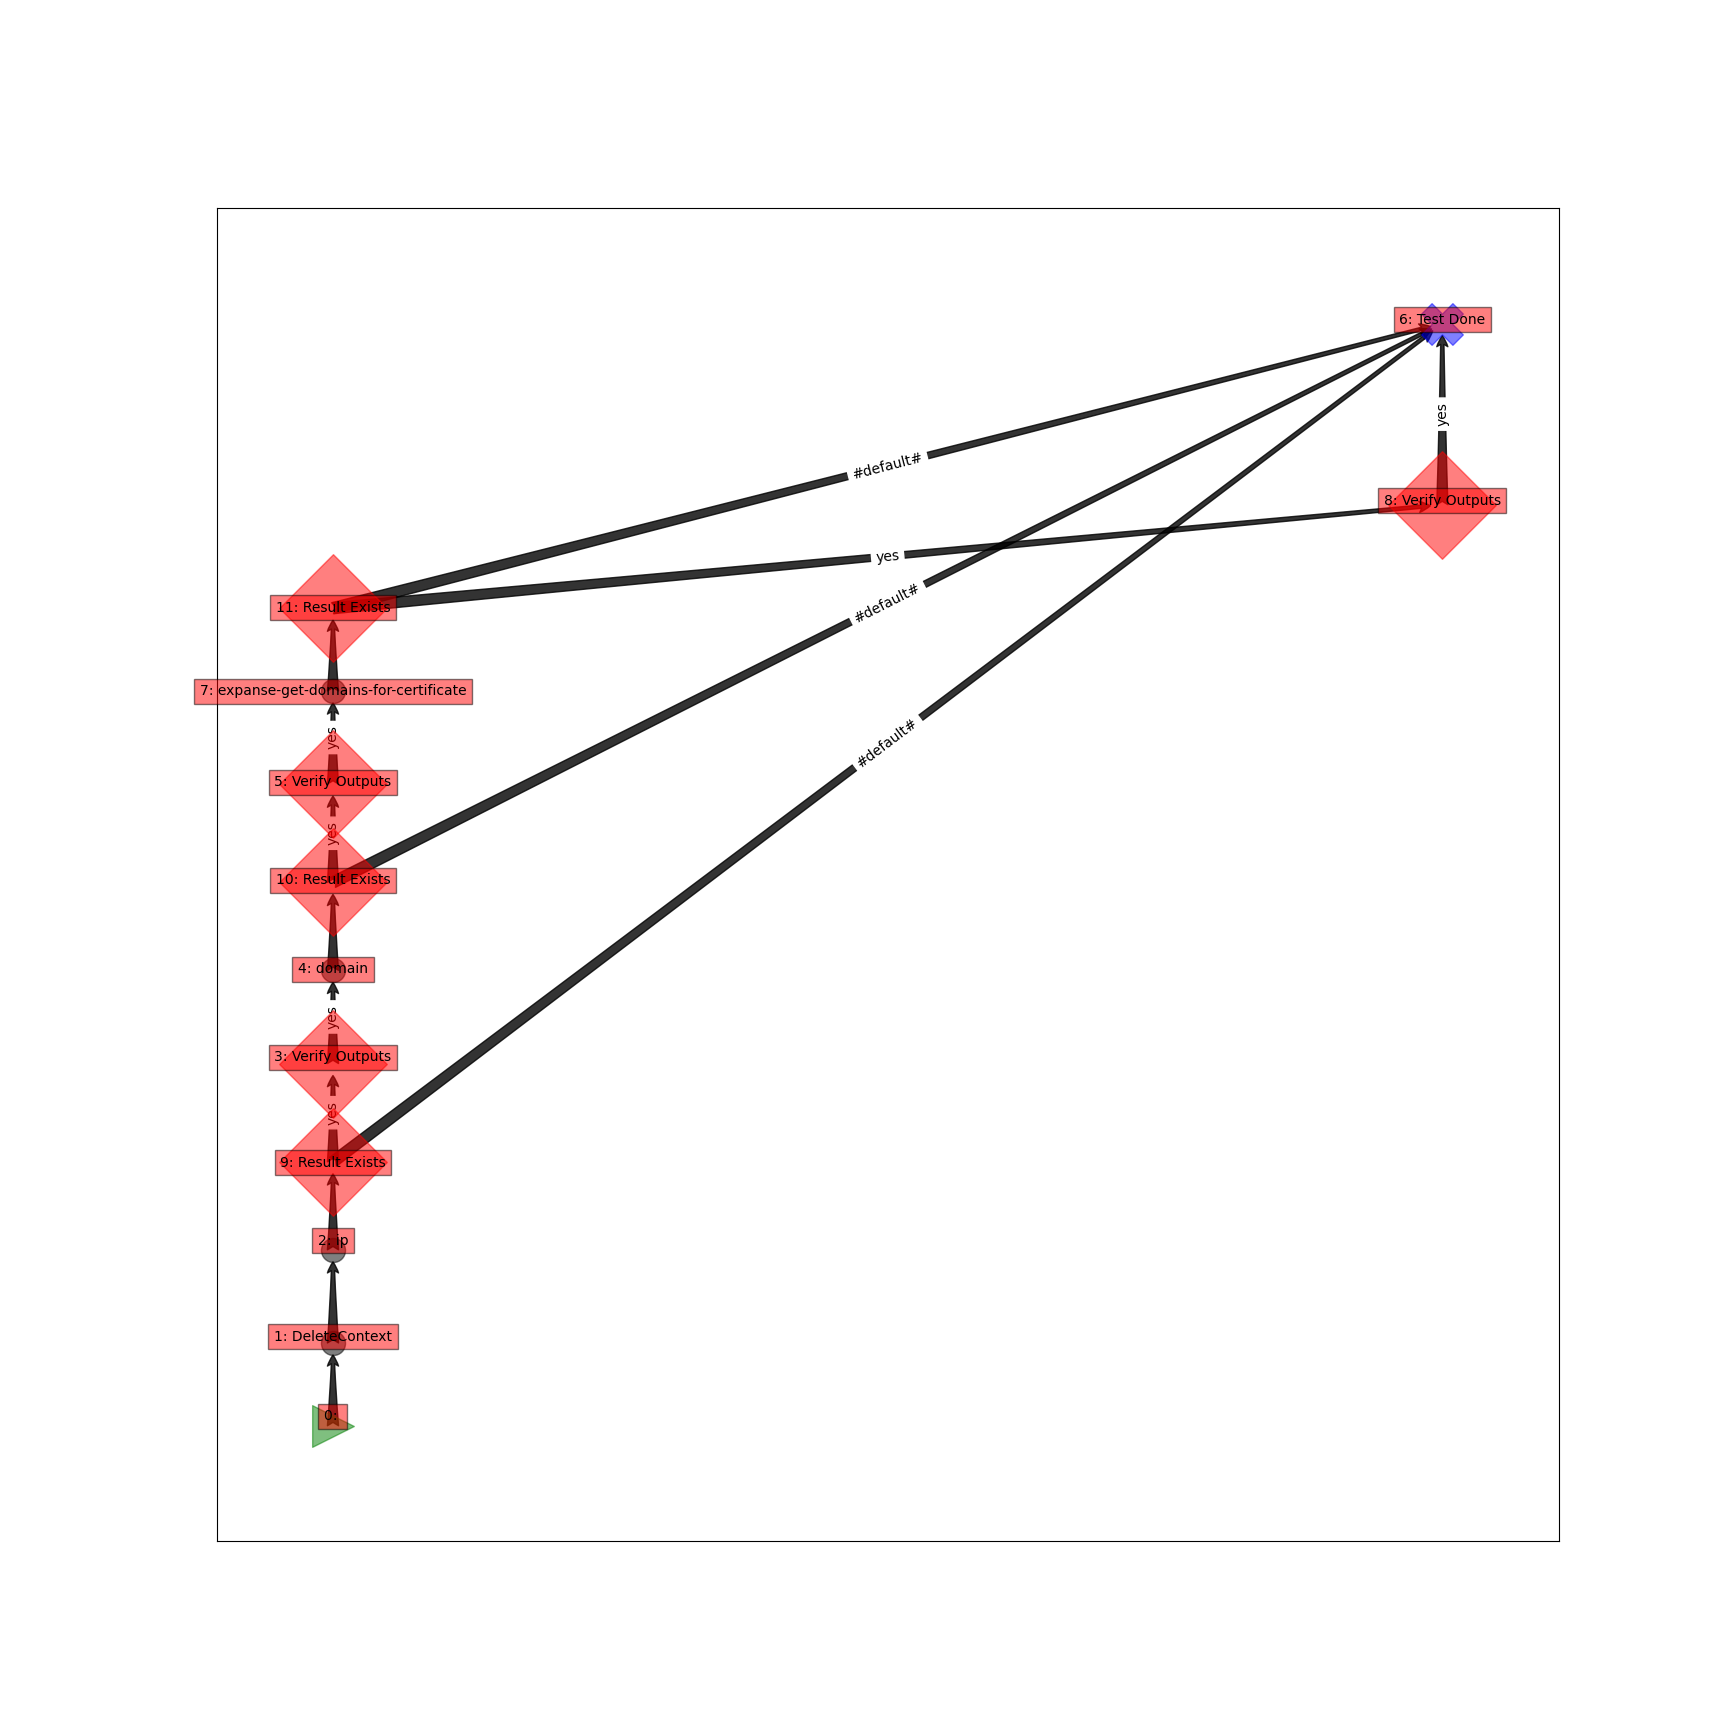 6: Test Done
yes
#default#
8: Verify Outputs
yes
#default#
11: Result Exists
7: expanse-get-domains-for-certificate
yes
#default#
5: Verify Outputs
yes
10: Result Exists
4: domain
yes
3: Verify Outputs
yes
9: Result Exists
2: ip
1: DeleteContext
0: